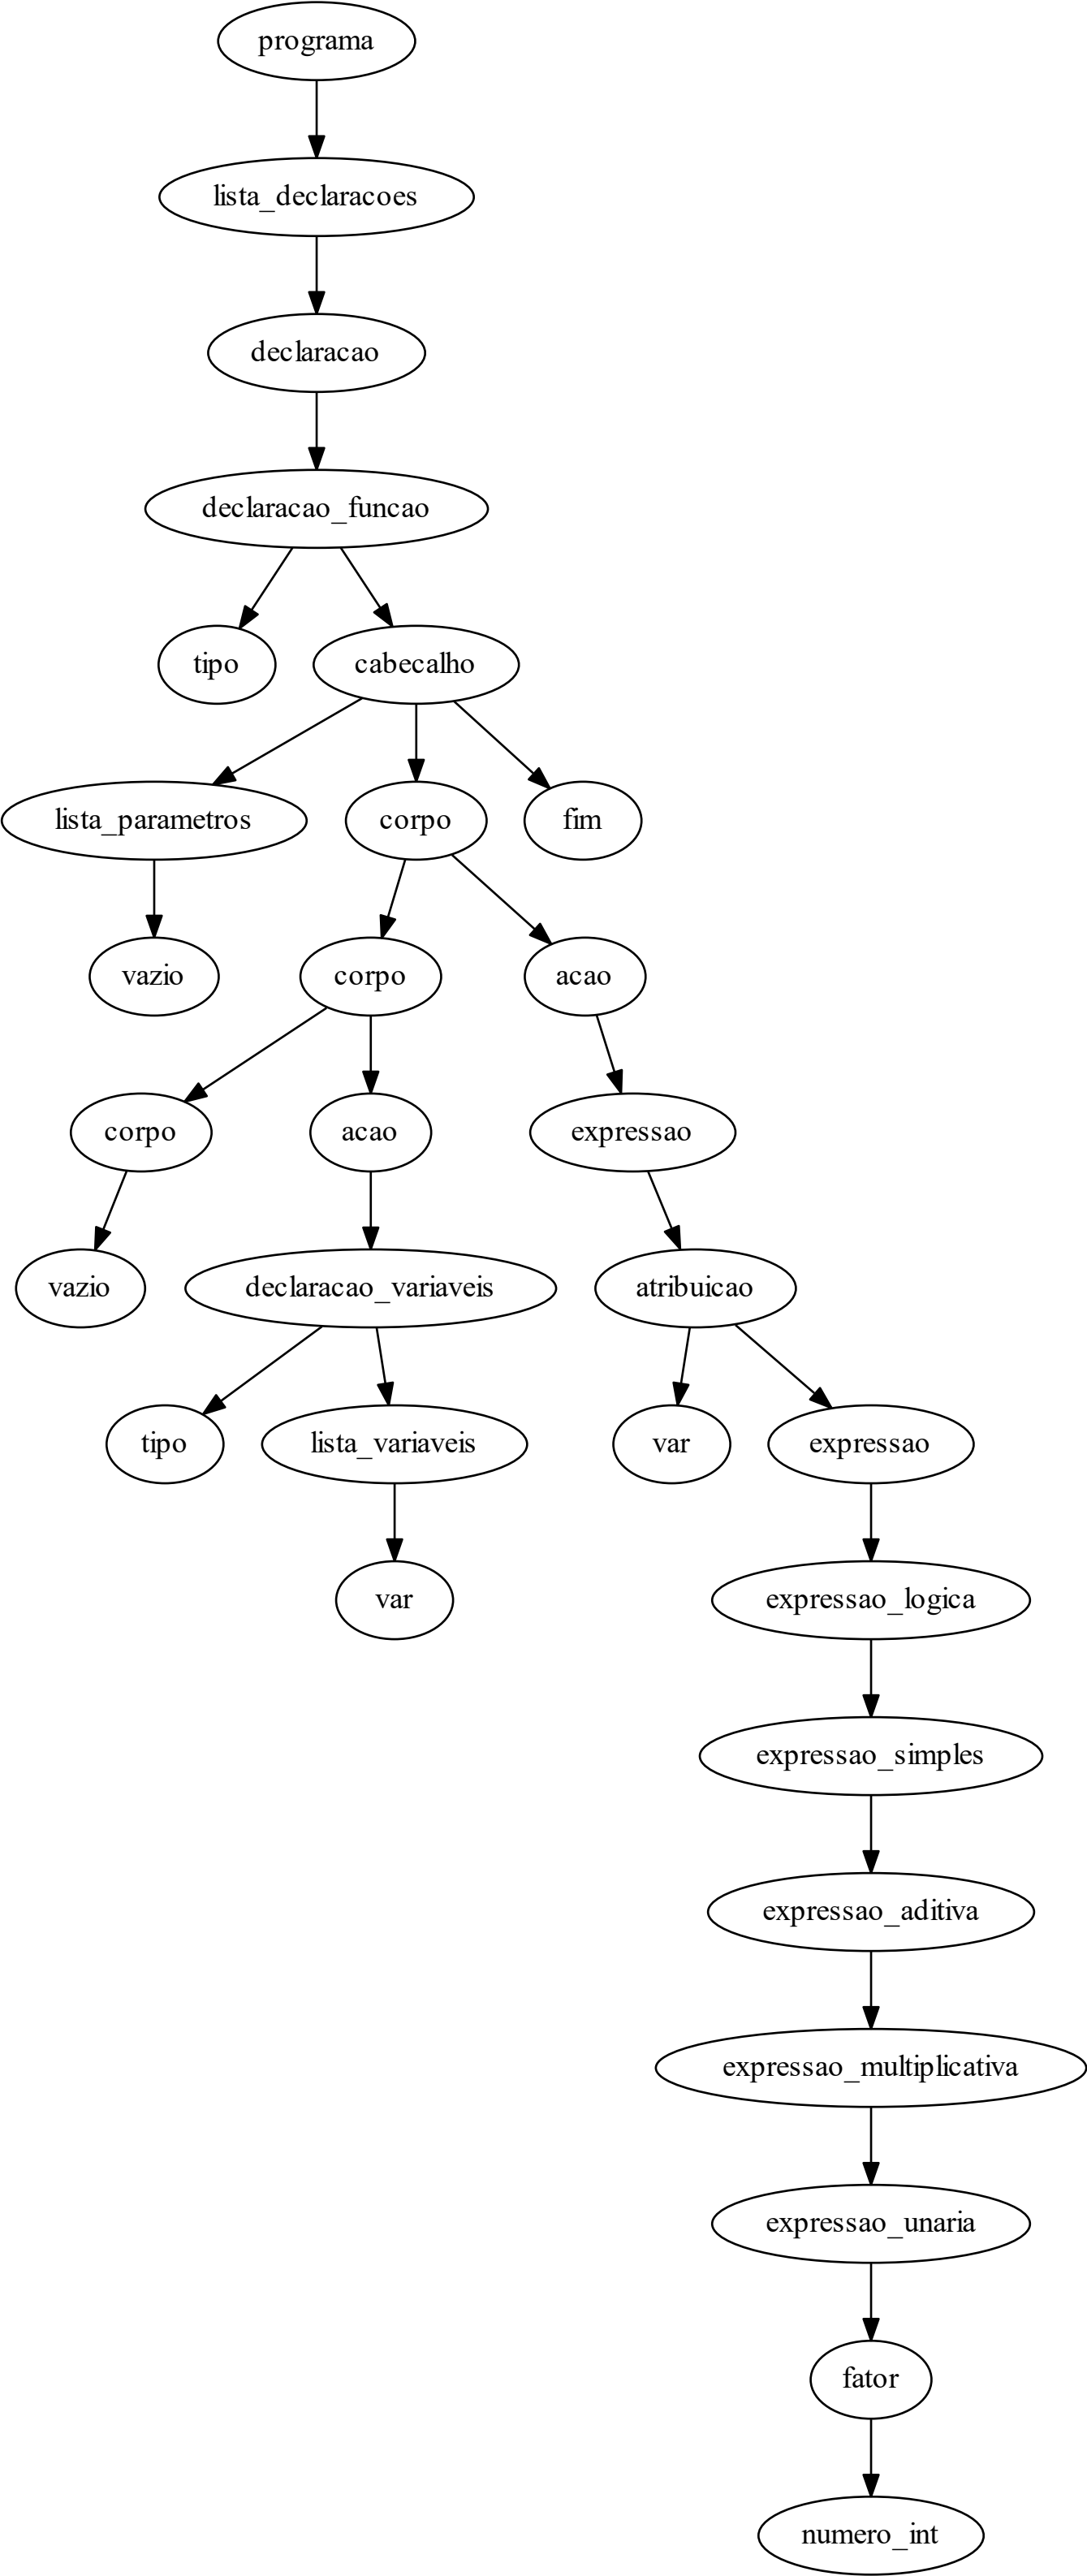 programa
lista_declaracoes
declaracao
declaracao_funcao
tipo
cabecalho
lista_parametros
corpo
fim
vazio
corpo
acao
corpo
acao
expressao
vazio
declaracao_variaveis
atribuicao
tipo
lista_variaveis
var
expressao
var
expressao_logica
expressao_simples
expressao_aditiva
expressao_multiplicativa
expressao_unaria
fator
numero_int